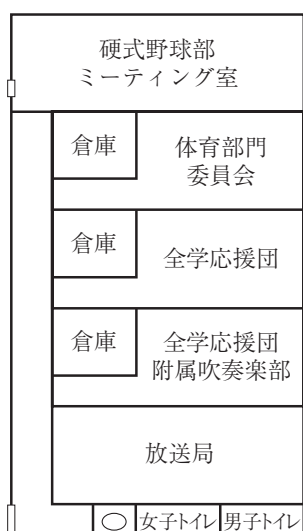 硬式野球部
ミーティング室
倉庫
体育部門
委員会
倉庫
全学応援団
倉庫
全学応援団
附属吹奏楽部
放送局
女子トイレ
男子トイレ